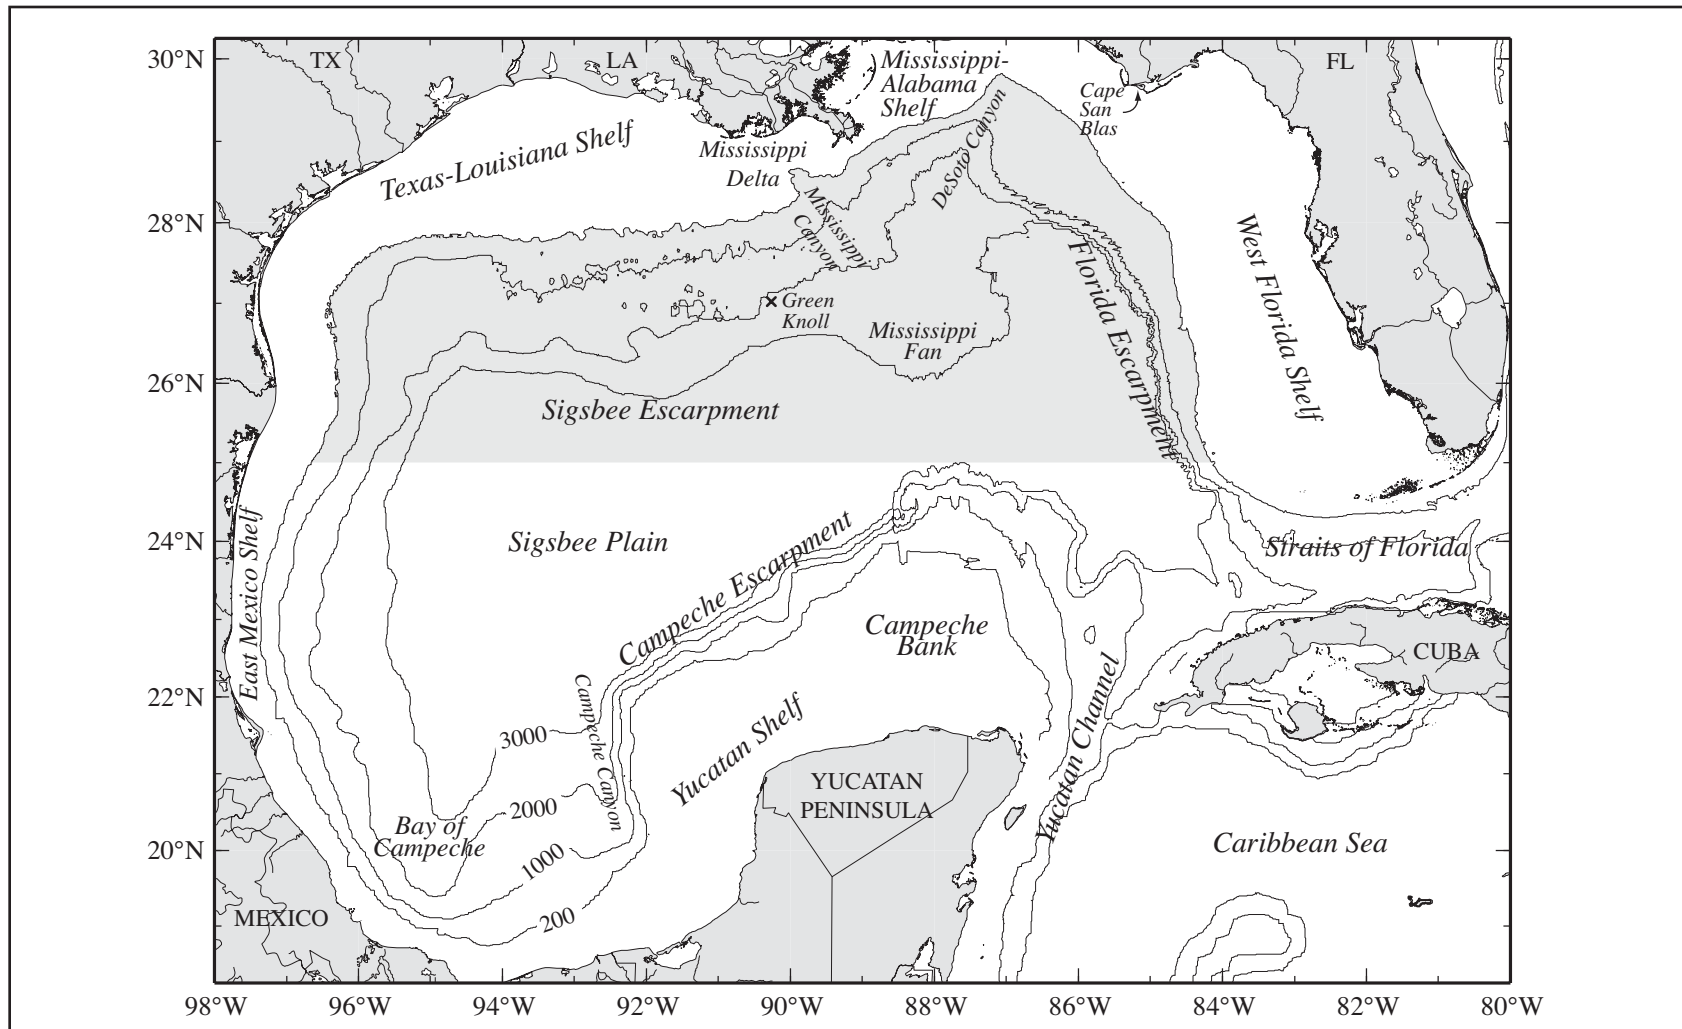 30°N
28°N
26°N
24°N
22°N
20°N
TX
LA
Mississippi-
Alabama
Shelf
Cape
San
Blas
FL
Texas-Louisiana Shelf
Mississippi
Delta
DeSoto Canyon
Mississippi
Canyon
Green
Knoll
Mississippi
Fan
Florida Escarpment
West Florida Shelf
Sigsbee Escarpment
Sigsbee Plain
Campeche Escarpment
Straits of Florida
East Mexico Shelf
Campeche
Bank
CUBA
Campeche Canyon
Yucatan Shelf
Yucatan Channel
3000
2000
1000
200
YUCATAN
PENINSULA
Bay of
Campeche
Caribbean Sea
MEXICO
98°W
96°W
94°W
92°W
90°W
88°W
86°W
84°W
82°W
80°W